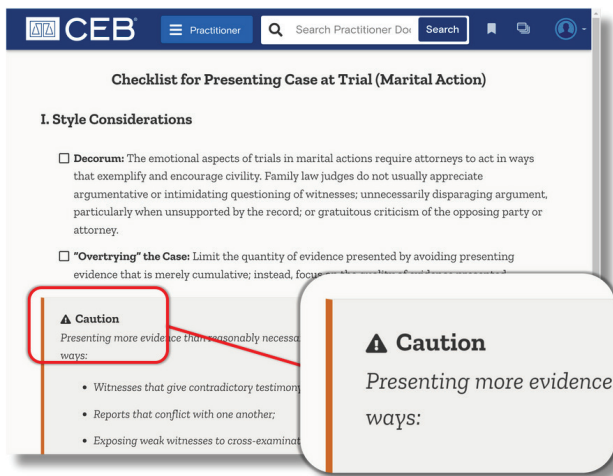 CEB
Practitioner
Search Practitioner Do
Search
Checklist for Presenting Case at Trial (Marital Action)
I. Style Considerations
Decorum: The emotional aspects of trials in marital actions require attorneys to act in ways
that exemplify and encourage civility. Family law judges do not usually appreciate
argumentative or intimidating questioning of witnesses; unnecessarily disparaging argument,
particularly when unsupported by the record; or gratuitous criticism of the opposing party or
attorney.
"Overtrying" the Case: Limit the quantity of evidence presented by avoiding presenting
evidence that is merely cumulative; instead, focus on the quality of evidence presented.
Caution
Presenting more evidence than reasonably necessa
ways:
• Witnesses that give contradictory testimony
• Reports that conflict with one another;
• Exposing weak witnesses to cross-examinat
Caution
Presenting more evidence
ways: